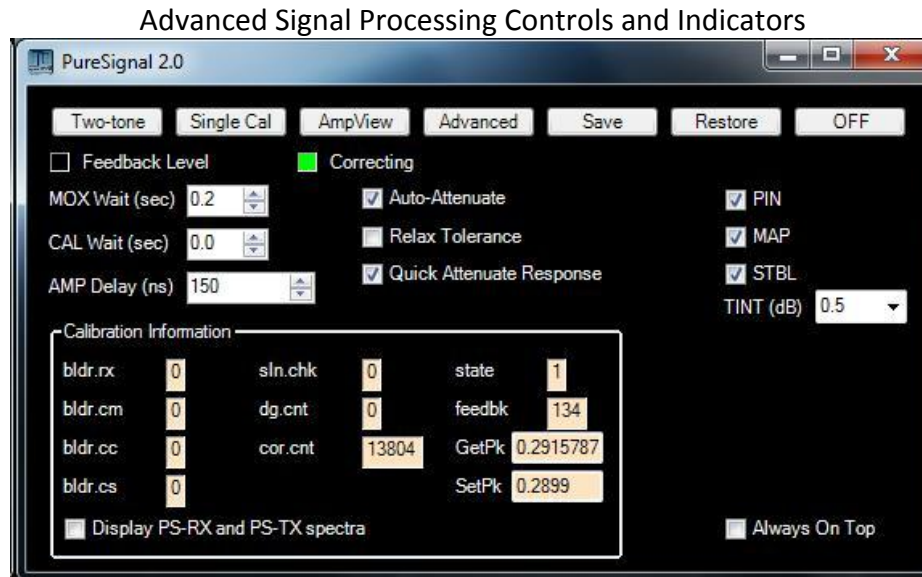 Advanced Signal Processing Controls and Indicators
PureSignal 2.0
Two-tone Single Cal AmpView Advanced Save Restore OFF
Feedback Level Correcting
MOX Wait (sec) 0.2 Auto-Attenuate PIN
CAL Wait (sec) 0.0 Relax Tolerance MAP
AMP Delay (ns) 150 Quick Attenuate Response STBL
TINT (dB) 0.5
Calibration Information
bldr.rx 0 sln.chk 0 state 1
bldr.cm 0 dg.cnt 0 feedbk 134
bldr.cc 0 cor.cnt 13804 GetPk 0.2915787
bldr.cs 0 SetPk 0.2899
Display PS-RX and PS-TX spectra Always On Top